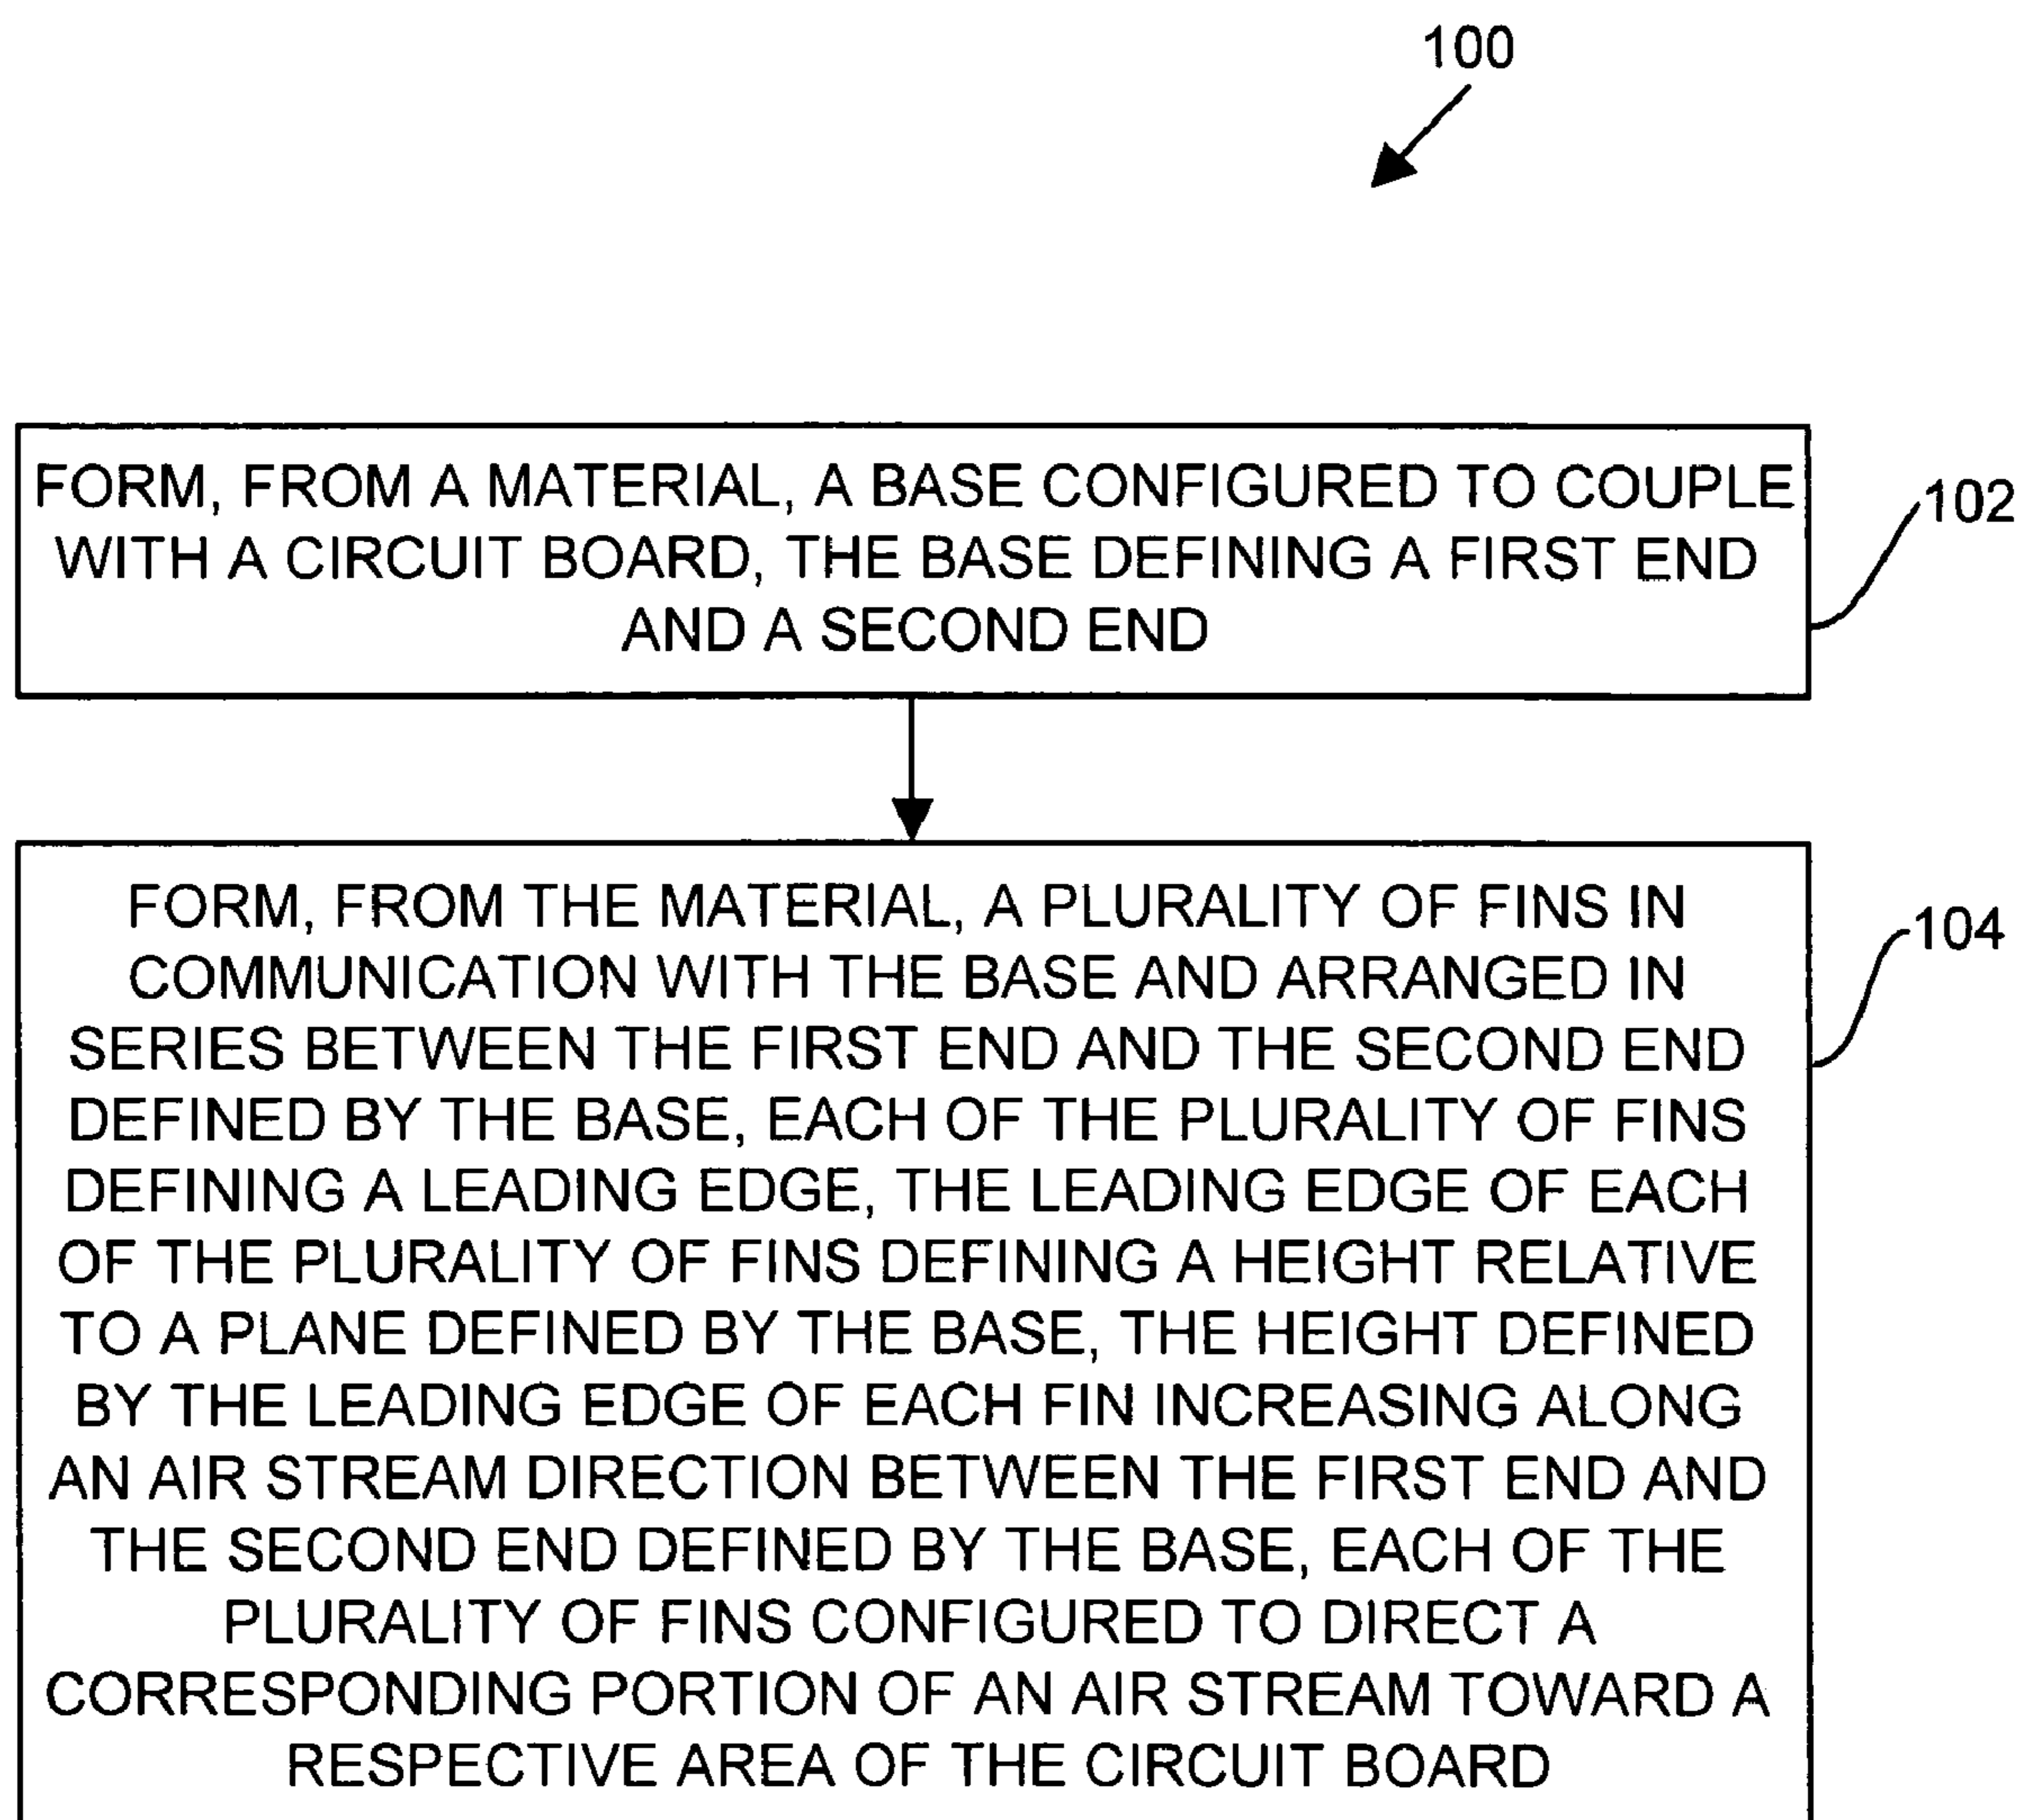 100
FORM, FROM A MATERIAL, A BASE CONFIGURED TO COUPLE
WITH A CIRCUIT BOARD, THE BASE DEFINING A FIRST END
AND A SECOND END
102
FORM, FROM THE MATERIAL, A PLURALITY OF FINS IN
COMMUNICATION WITH THE BASE AND ARRANGED IN
SERIES BETWEEN THE FIRST END AND THE SECOND END
DEFINED BY THE BASE, EACH OF THE PLURALITY OF FINS
DEFINING A LEADING EDGE, THE LEADING EDGE OF EACH
OF THE PLURALITY OF FINS DEFINING A HEIGHT RELATIVE
TO A PLANE DEFINED BY THE BASE, THE HEIGHT DEFINED
BY THE LEADING EDGE OF EACH FIN INCREASING ALONG
AN AIR STREAM DIRECTION BETWEEN THE FIRST END AND
THE SECOND END DEFINED BY THE BASE, EACH OF THE
PLURALITY OF FINS CONFIGURED TO DIRECT A
CORRESPONDING PORTION OF AN AIR STREAM TOWARD A
RESPECTIVE AREA OF THE CIRCUIT BOARD
104